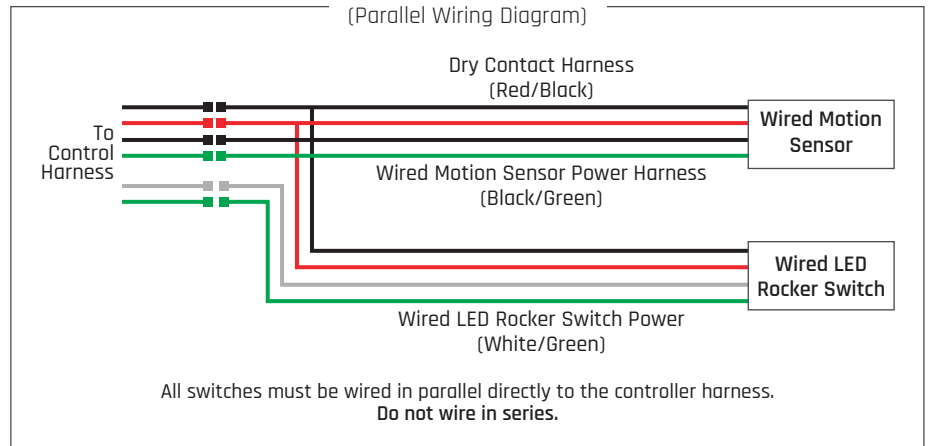 (Parallel Wiring Diagram)
Dry Contact Harness
(Red/Black)
To
Control
Harness
Wired Motion
Sensor
Wired Motion Sensor Power Harness
(Black/Green)
Wired LED
Rocker Switch
Wired LED Rocker Switch Power
(White/Green)
All switches must be wired in parallel directly to the controller harness.
Do not wire in series.